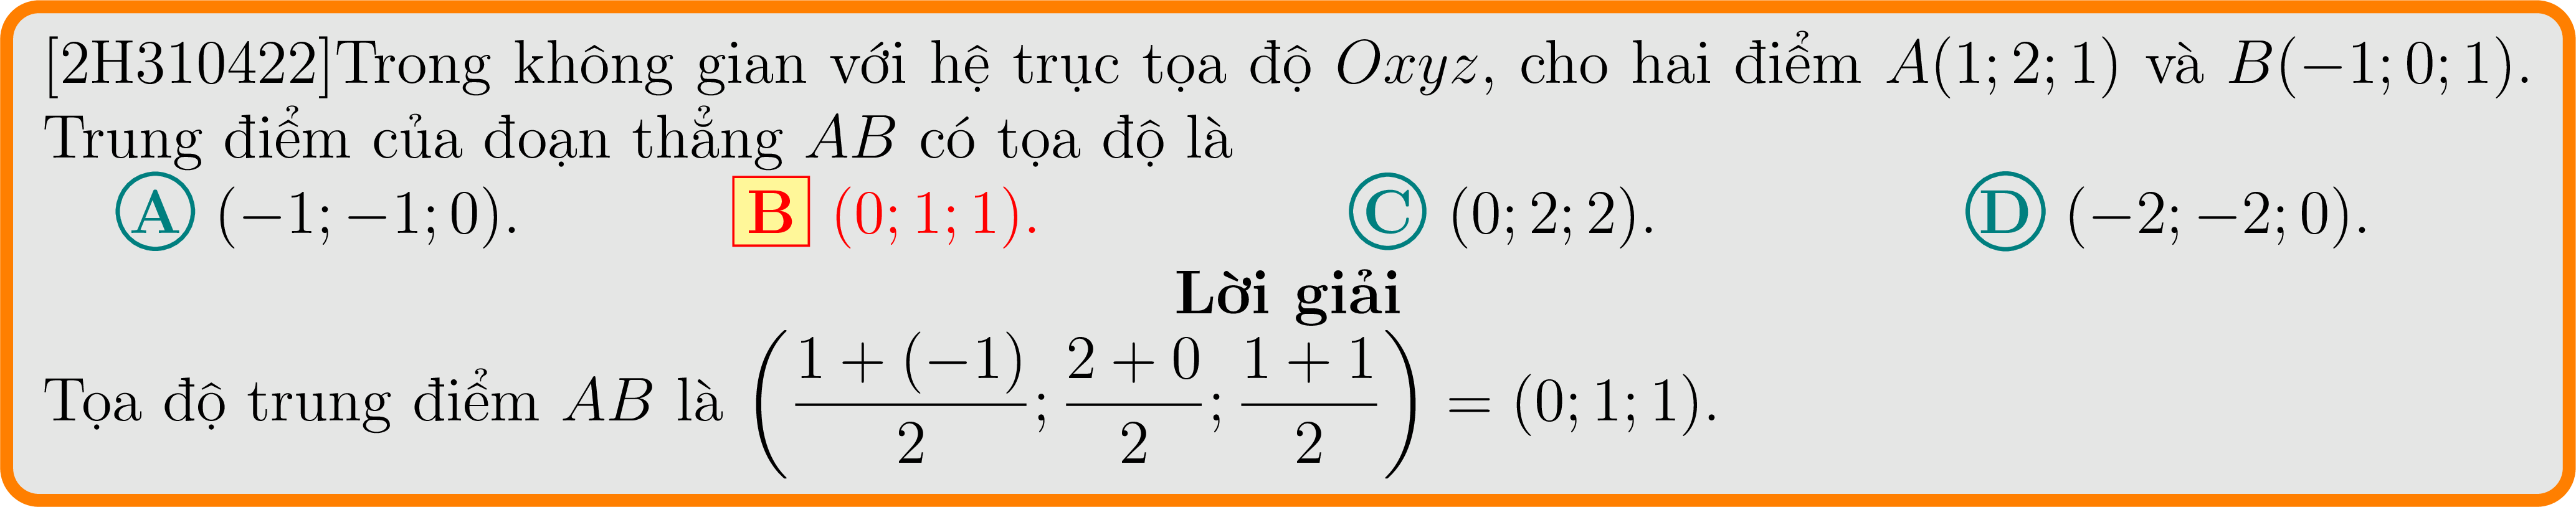 [2H310422]Trong không gian với hệ trục tọa độ Oxyz, cho hai điểm A(1; 2; 1) và B(−1; 0; 1).
Trung điểm của đoạn thẳng AB có tọa độ là
A (−1; −1; 0). B (0; 1; 1). C (0; 2; 2). D (−2; −2; 0).
Lời giải
Tọa độ trung điểm AB là $\left(\dfrac{1+(-1)}{2}; \dfrac{2+0}{2}; \dfrac{1+1}{2}\right) = (0; 1; 1)$.